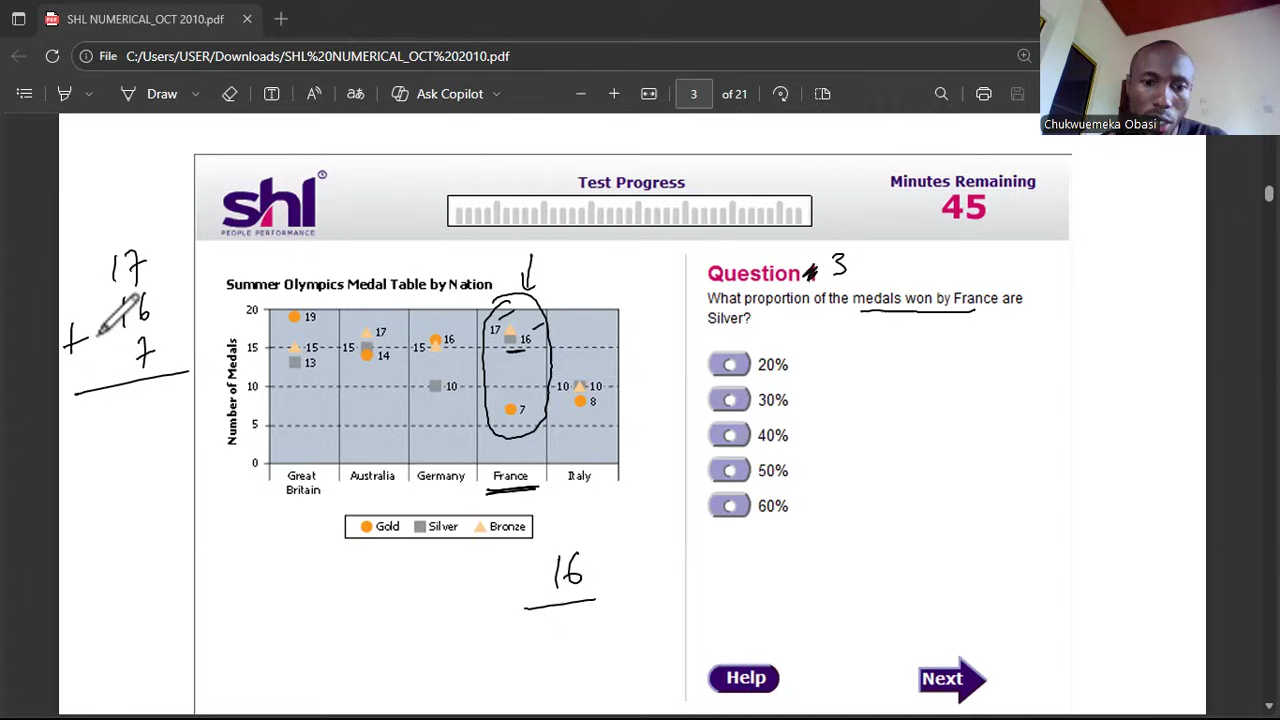 SHL NUMERICAL_OCT 2010.pdf
File C:/Users/USER/Downloads/SHL%20NUMERICAL_OCT%202010.pdf
Draw
aあ
Ask Copilot
3 of 21
Chukwuemeka Obasi
shl
PEOPLE PERFORMANCE
Test Progress
Minutes Remaining
45
17
16
+ 7
Summer Olympics Medal Table by Nation
Number of Medals
20
15
10
5
0
19
15
13
17
15
14
16
15
10
17
16
7
10
10
8
Great Britain
Australia
Germany
France
Italy
Gold Silver Bronze
16
Question 3
What proportion of the medals won by France are
Silver?
20%
30%
40%
50%
60%
Help
Next